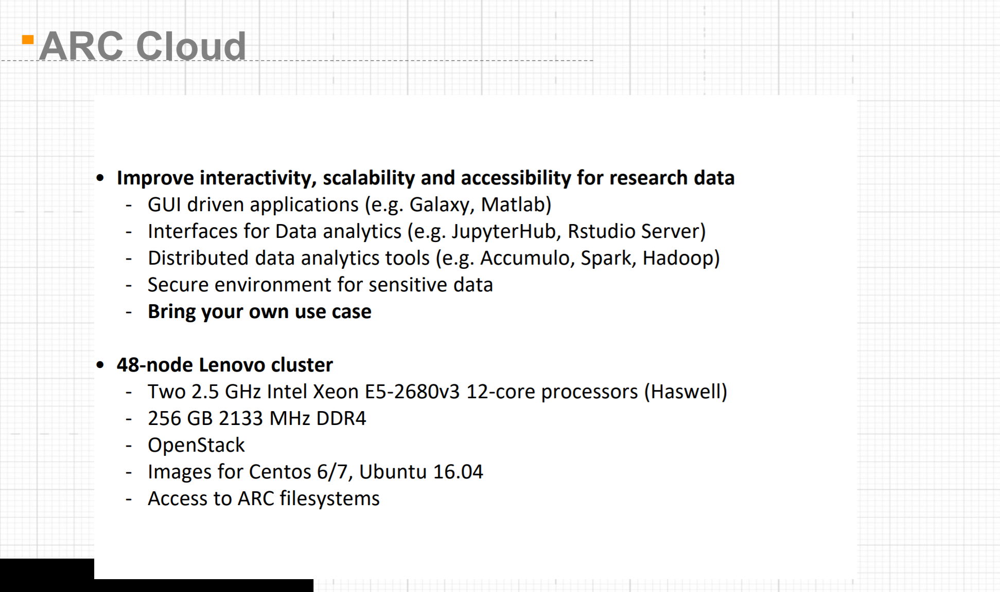 ARC Cloud
• Improve interactivity, scalability and accessibility for research data
- GUI driven applications (e.g. Galaxy, Matlab)
- Interfaces for Data analytics (e.g. JupyterHub, Rstudio Server)
- Distributed data analytics tools (e.g. Accumulo, Spark, Hadoop)
- Secure environment for sensitive data
- Bring your own use case
• 48-node Lenovo cluster
- Two 2.5 GHz Intel Xeon E5-2680v3 12-core processors (Haswell)
- 256 GB 2133 MHz DDR4
- OpenStack
- Images for Centos 6/7, Ubuntu 16.04
- Access to ARC filesystems